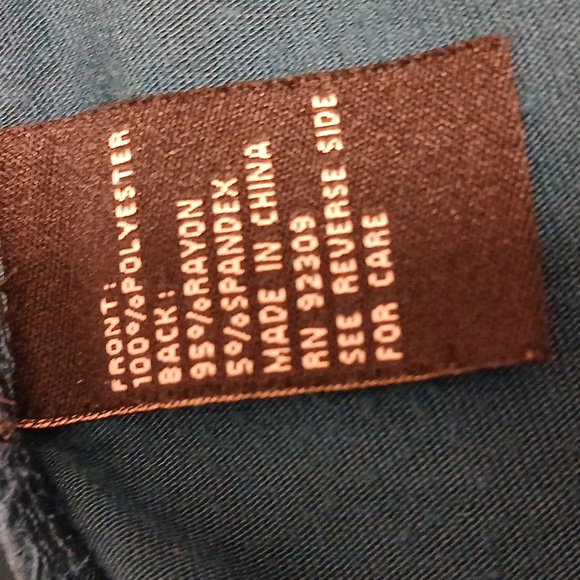 FRONT:
100%POLYESTER
BACK:
95%RAYON
5%SPANDEX
MADE IN CHINA
RN 92309
SEE REVERSE SIDE
FOR CARE